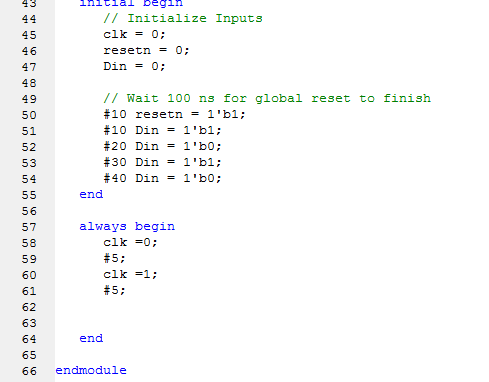 43 initial begin
44 // Initialize Inputs
45 clk = 0;
46 resetn = 0;
47 Din = 0;
48
49 // Wait 100 ns for global reset to finish
50 #10 resetn = 1'b1;
51 #10 Din = 1'b1;
52 #20 Din = 1'b0;
53 #30 Din = 1'b1;
54 #40 Din = 1'b0;
55 end
56
57 always begin
58 clk =0;
59 #5;
60 clk =1;
61 #5;
62
63
64 end
65
66 endmodule